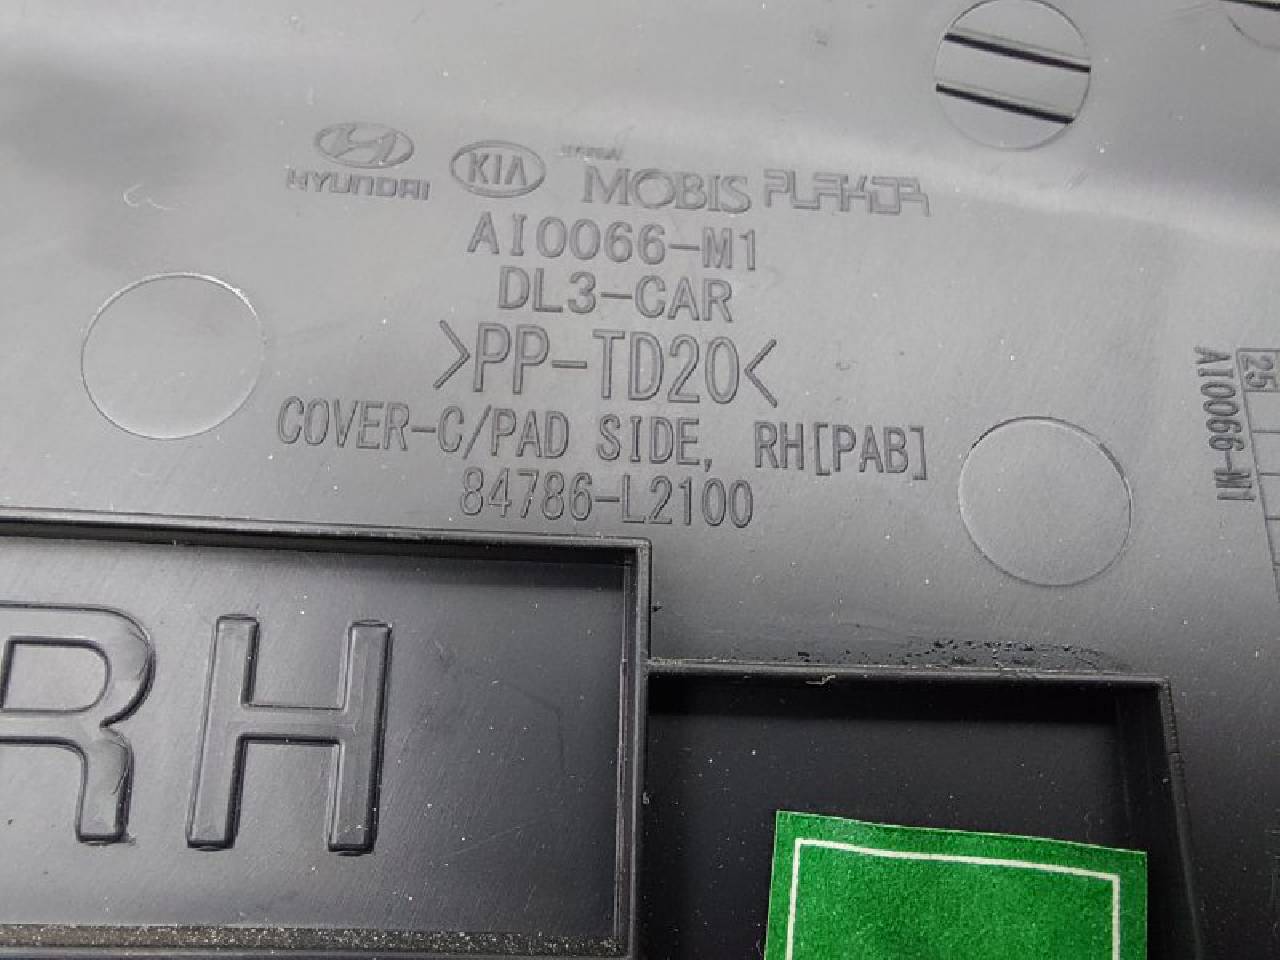 HYUNDAI KIA MOBIS PLAKOR
AI0066-M1
DL3-CAR
>PP-TD20<
COVER-C/PAD SIDE, RH[PAB]
84786-L2100
25
AI0066-M1
RH